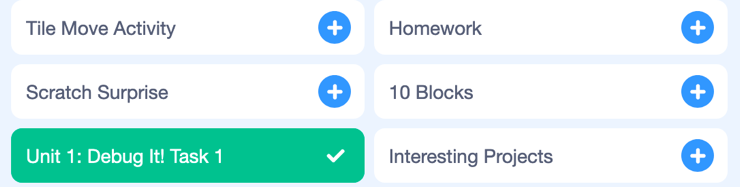 Tile Move Activity
Homework
Scratch Surprise
10 Blocks
Unit 1: Debug It! Task 1
Interesting Projects